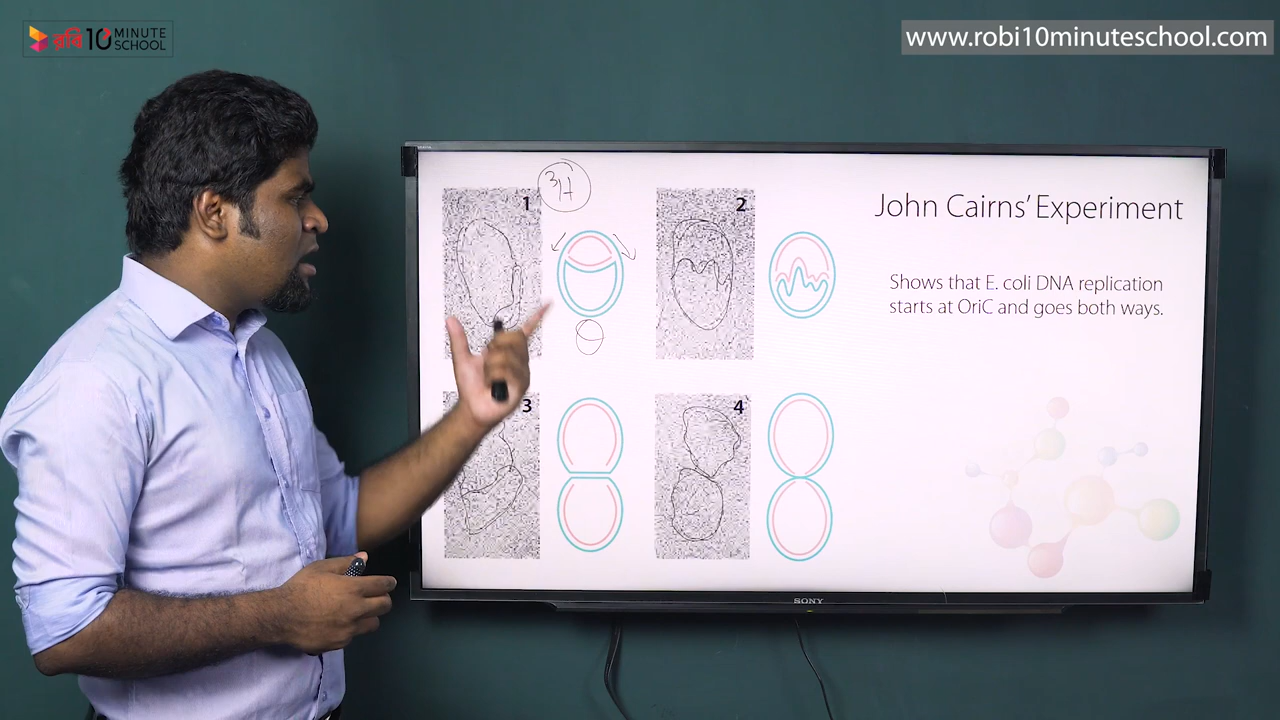 রবি 10 MINUTE
SCHOOL
www.robi10minuteschool.com
3H
1
2
John Cairns' Experiment
Shows that E. coli DNA replication
starts at OriC and goes both ways.
3
4
SONY